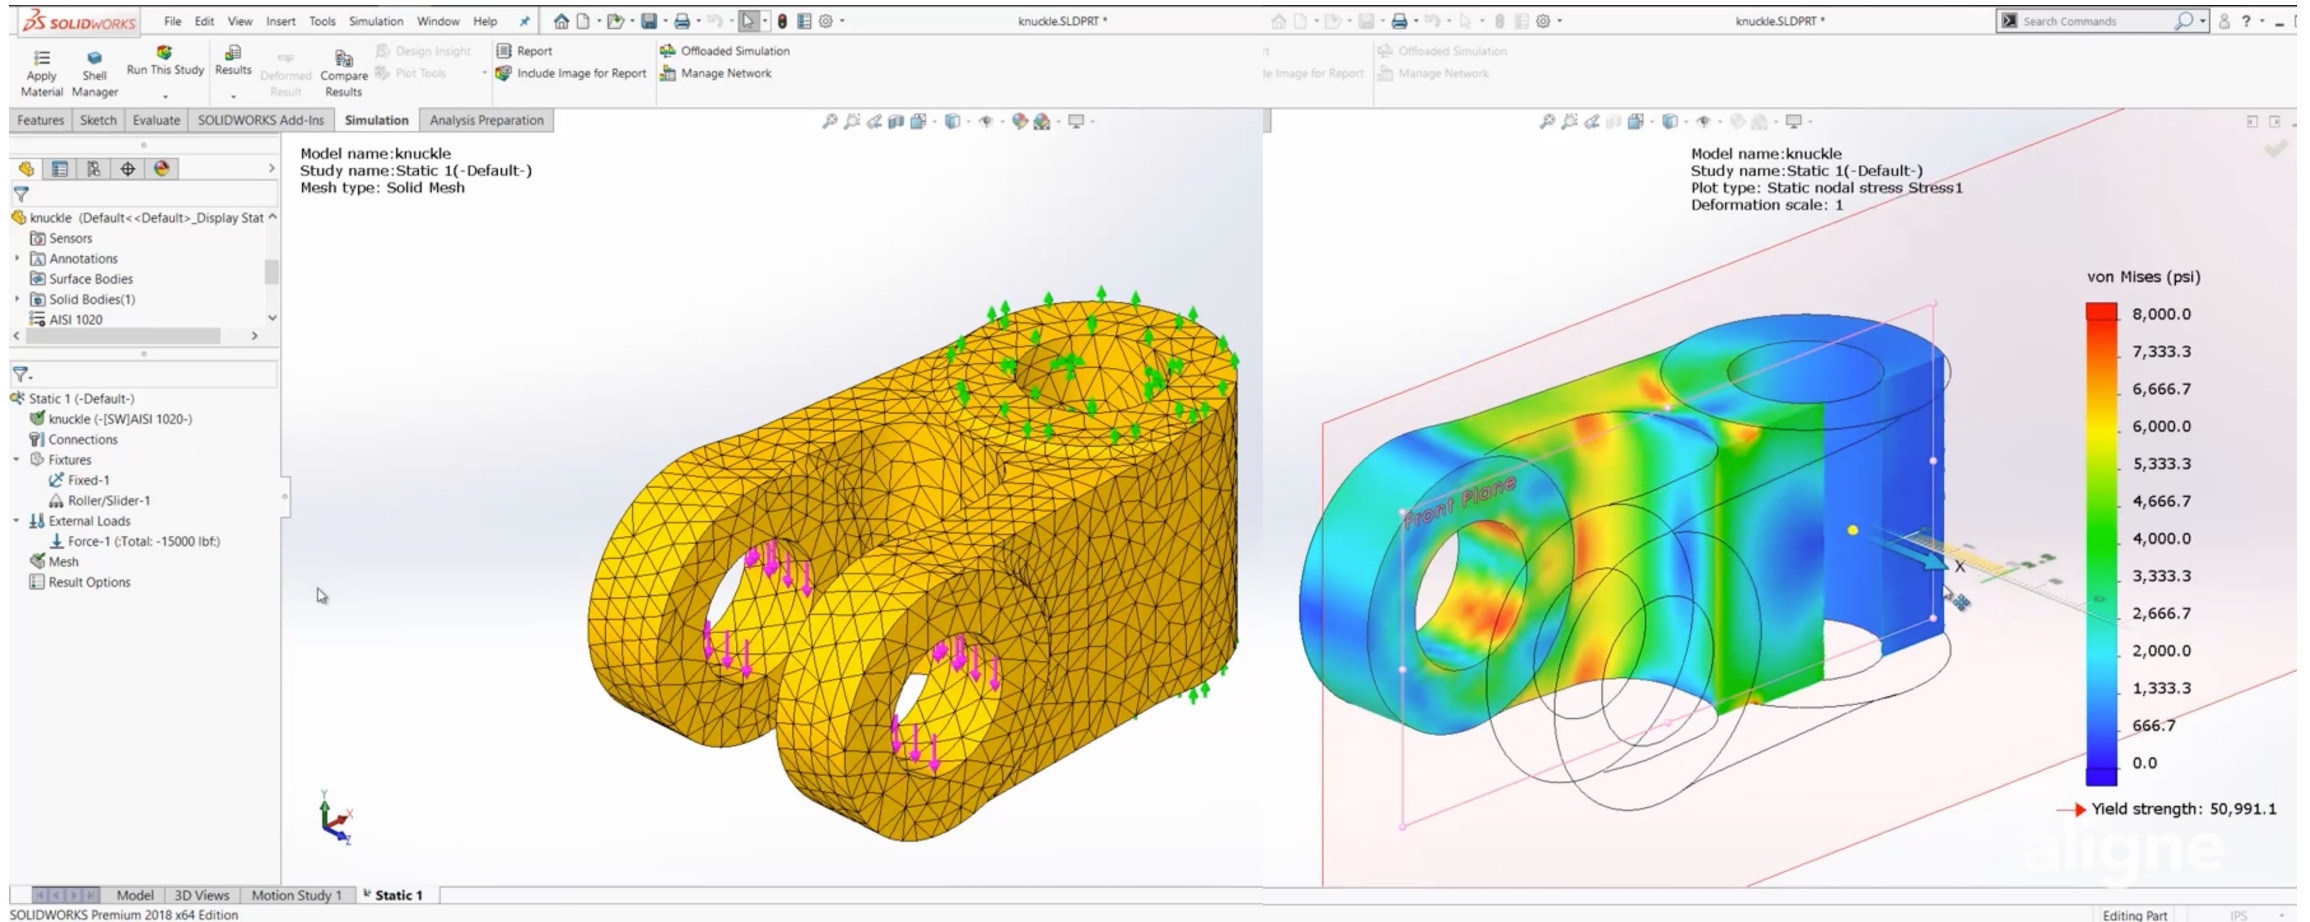 SOLIDWORKS File Edit View Insert Tools Simulation Window Help knuckle.SLDPRT * knuckle.SLDPRT * Search Commands ?
Apply Material
Shell Manager
Run This Study
Results
Deformed Result
Compare Results
Design Insight
Plot Tools
Report
Include Image for Report
Offloaded Simulation
Manage Network
Image for Report
Offloaded Simulation
Manage Network
Features Sketch Evaluate SOLIDWORKS Add-Ins Simulation Analysis Preparation
knuckle (Default<<Default>_Display Stat
Sensors
Annotations
Surface Bodies
Solid Bodies(1)
AISI 1020
Static 1 (-Default-)
knuckle (-[SW]AISI 1020-)
Connections
Fixtures
Fixed-1
Roller/Slider-1
External Loads
Force-1 (:Total: -15000 lbf:)
Mesh
Result Options
Model name:knuckle
Study name:Static 1(-Default-)
Mesh type: Solid Mesh
Y
X
Z
Model name:knuckle
Study name:Static 1(-Default-)
Plot type: Static nodal stress Stress1
Deformation scale: 1
Front Plane
X
von Mises (psi)
8,000.0
7,333.3
6,666.7
6,000.0
5,333.3
4,666.7
4,000.0
3,333.3
2,666.7
2,000.0
1,333.3
666.7
0.0
Yield strength: 50,991.1
aligne
Model 3D Views Motion Study 1 Static 1
SOLIDWORKS Premium 2018 x64 Edition
Editing Part IPS